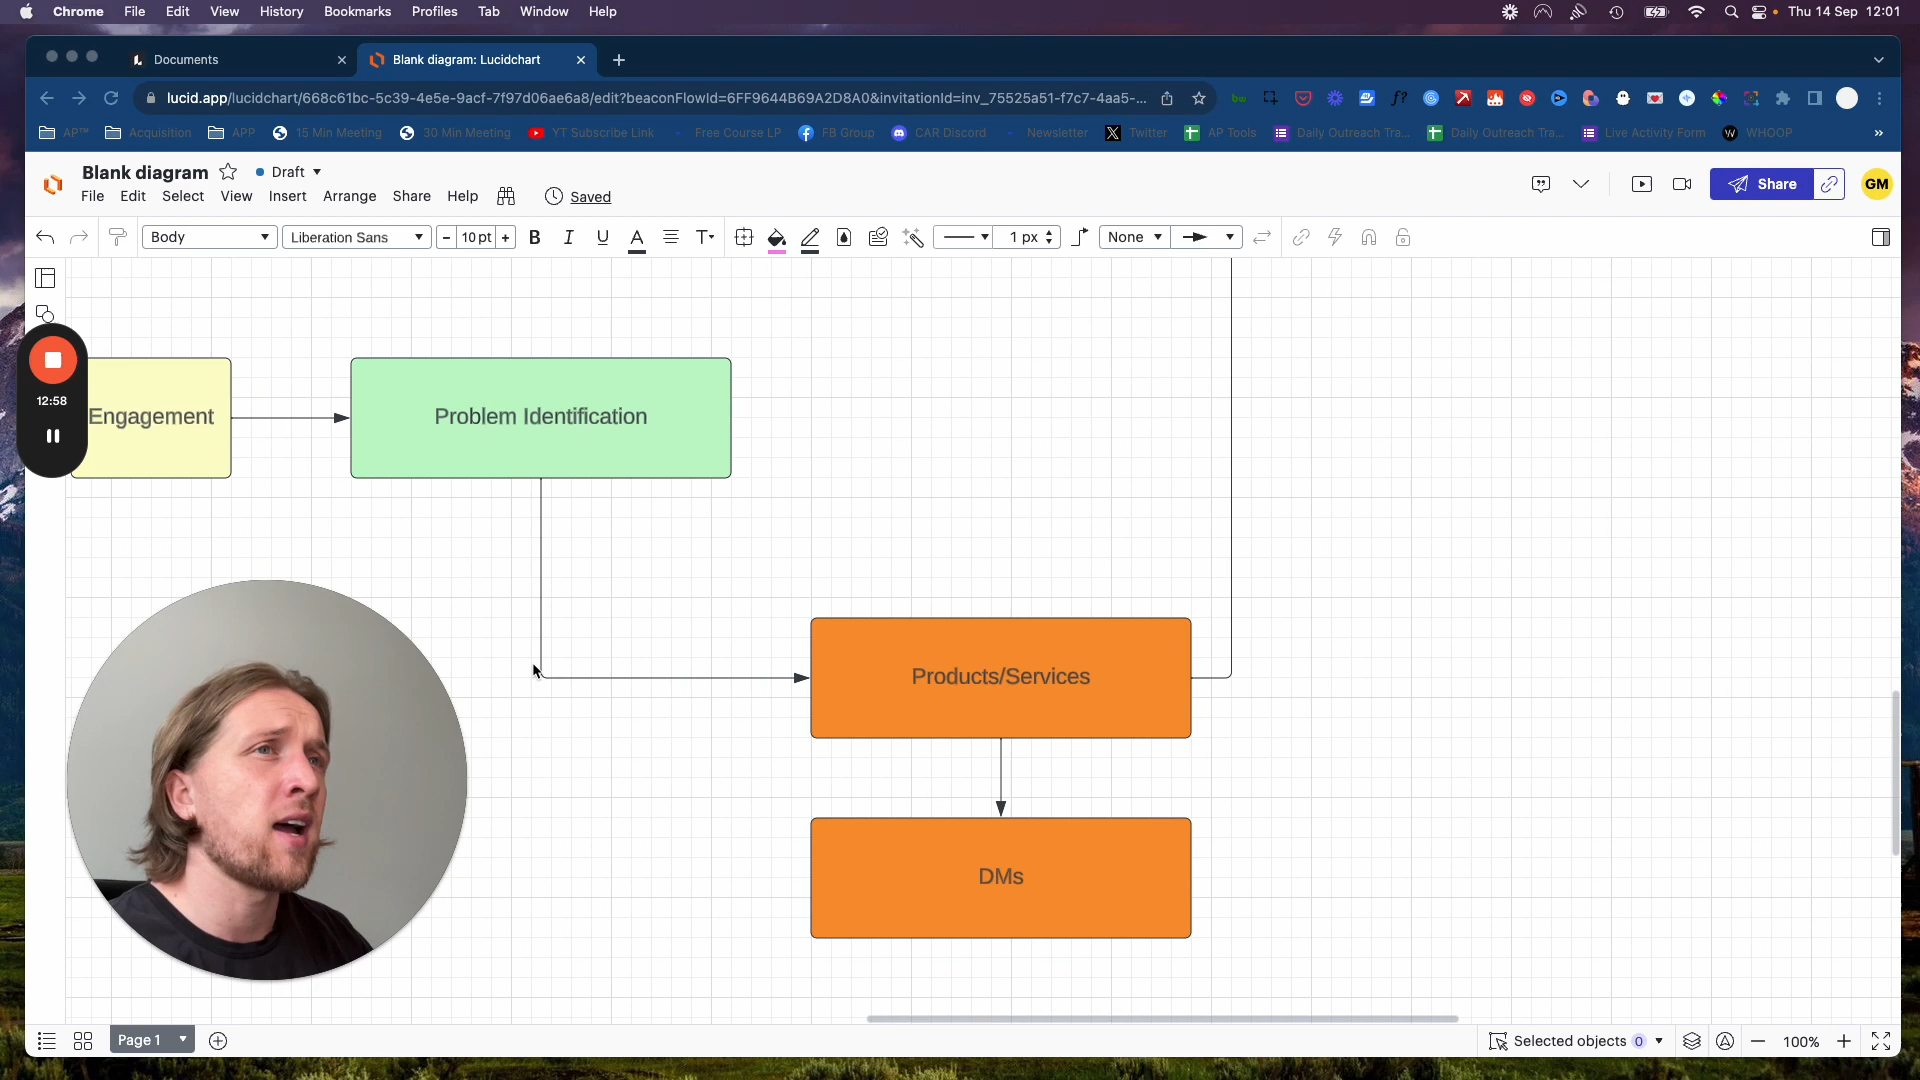 Chrome File Edit View History Bookmarks Profiles Tab Window Help Thu 14 Sep 12:01
Documents Blank diagram: Lucidchart
lucid.app/lucidchart/668c61bc-5c39-4e5e-9acf-7f97d06ae6a8/edit?beaconFlowId=6FF9644B69A2D8A0&invitationId=inv_75525a51-f7c7-4aa5-...
AP™ Acquisition APP 15 Min Meeting 30 Min Meeting YT Subscribe Link Free Course LP FB Group CAR Discord Newsletter Twitter AP Tools Daily Outreach Tra... Daily Outreach Tra... Live Activity Form WHOOP
Blank diagram Draft
File Edit Select View Insert Arrange Share Help Saved
Share GM
Body Liberation Sans 10 pt B I U A T 1 px None
12:58
Engagement
Problem Identification
Products/Services
DMs
Page 1 Selected objects 0 100%